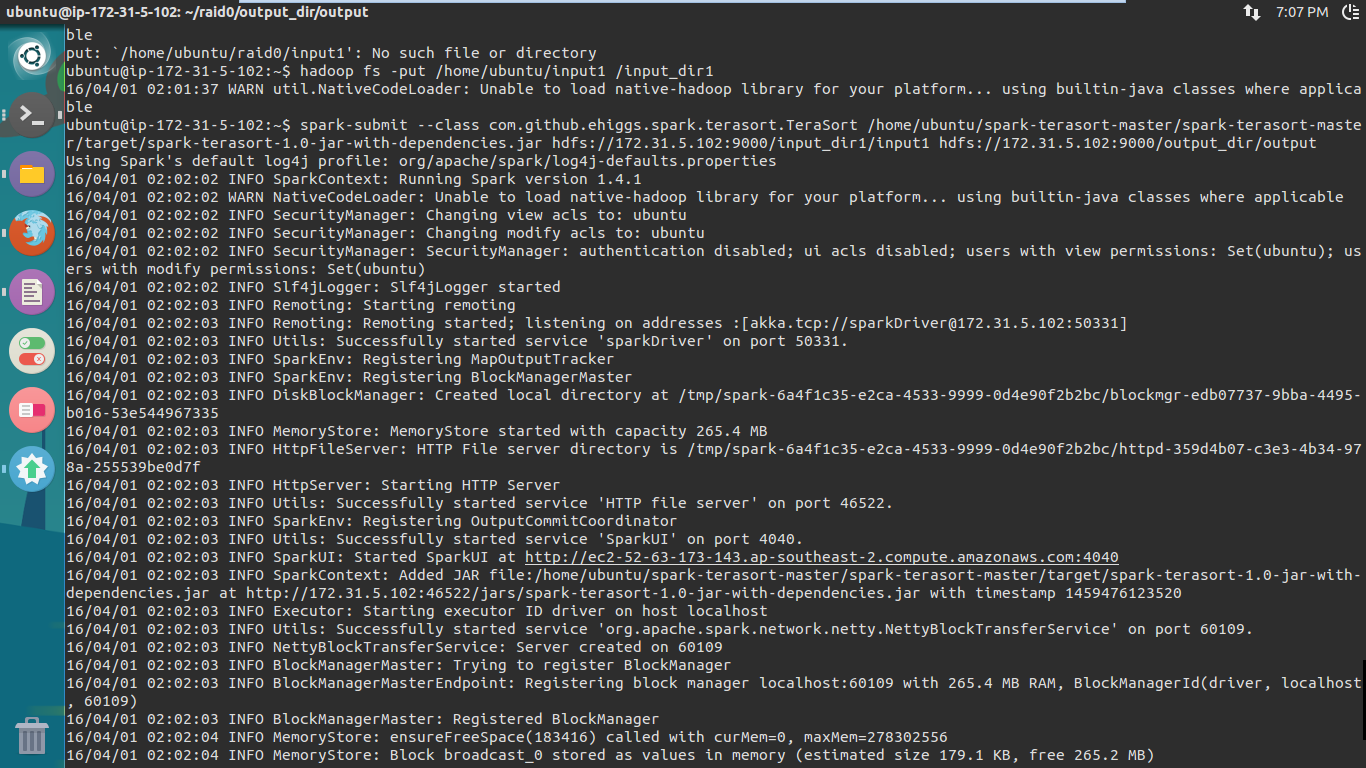 ubuntu@ip-172-31-5-102: ~/raid0/output_dir/output
7:07 PM
ble
put: `/home/ubuntu/raid0/input1': No such file or directory
ubuntu@ip-172-31-5-102:~$ hadoop fs -put /home/ubuntu/input1 /input_dir1
16/04/01 02:01:37 WARN util.NativeCodeLoader: Unable to load native-hadoop library for your platform... using builtin-java classes where applica
ble
ubuntu@ip-172-31-5-102:~$ spark-submit --class com.github.ehiggs.spark.terasort.TeraSort /home/ubuntu/spark-terasort-master/spark-terasort-maste
r/target/spark-terasort-1.0-jar-with-dependencies.jar hdfs://172.31.5.102:9000/input_dir1/input1 hdfs://172.31.5.102:9000/output_dir/output
Using Spark's default log4j profile: org/apache/spark/log4j-defaults.properties
16/04/01 02:02:02 INFO SparkContext: Running Spark version 1.4.1
16/04/01 02:02:02 WARN NativeCodeLoader: Unable to load native-hadoop library for your platform... using builtin-java classes where applicable
16/04/01 02:02:02 INFO SecurityManager: Changing view acls to: ubuntu
16/04/01 02:02:02 INFO SecurityManager: Changing modify acls to: ubuntu
16/04/01 02:02:02 INFO SecurityManager: SecurityManager: authentication disabled; ui acls disabled; users with view permissions: Set(ubuntu); us
ers with modify permissions: Set(ubuntu)
16/04/01 02:02:02 INFO Slf4jLogger: Slf4jLogger started
16/04/01 02:02:03 INFO Remoting: Starting remoting
16/04/01 02:02:03 INFO Remoting: Remoting started; listening on addresses :[akka.tcp://sparkDriver@172.31.5.102:50331]
16/04/01 02:02:03 INFO Utils: Successfully started service 'sparkDriver' on port 50331.
16/04/01 02:02:03 INFO SparkEnv: Registering MapOutputTracker
16/04/01 02:02:03 INFO SparkEnv: Registering BlockManagerMaster
16/04/01 02:02:03 INFO DiskBlockManager: Created local directory at /tmp/spark-6a4f1c35-e2ca-4533-9999-0d4e90f2b2bc/blockmgr-edb07737-9bba-4495-
b016-53e544967335
16/04/01 02:02:03 INFO MemoryStore: MemoryStore started with capacity 265.4 MB
16/04/01 02:02:03 INFO HttpFileServer: HTTP File server directory is /tmp/spark-6a4f1c35-e2ca-4533-9999-0d4e90f2b2bc/httpd-359d4b07-c3e3-4b34-97
8a-255539be0d7f
16/04/01 02:02:03 INFO HttpServer: Starting HTTP Server
16/04/01 02:02:03 INFO Utils: Successfully started service 'HTTP file server' on port 46522.
16/04/01 02:02:03 INFO SparkEnv: Registering OutputCommitCoordinator
16/04/01 02:02:03 INFO Utils: Successfully started service 'SparkUI' on port 4040.
16/04/01 02:02:03 INFO SparkUI: Started SparkUI at http://ec2-52-63-173-143.ap-southeast-2.compute.amazonaws.com:4040
16/04/01 02:02:03 INFO SparkContext: Added JAR file:/home/ubuntu/spark-terasort-master/spark-terasort-master/target/spark-terasort-1.0-jar-with-
dependencies.jar at http://172.31.5.102:46522/jars/spark-terasort-1.0-jar-with-dependencies.jar with timestamp 1459476123520
16/04/01 02:02:03 INFO Executor: Starting executor ID driver on host localhost
16/04/01 02:02:03 INFO Utils: Successfully started service 'org.apache.spark.network.netty.NettyBlockTransferService' on port 60109.
16/04/01 02:02:03 INFO NettyBlockTransferService: Server created on 60109
16/04/01 02:02:03 INFO BlockManagerMaster: Trying to register BlockManager
16/04/01 02:02:03 INFO BlockManagerMasterEndpoint: Registering block manager localhost:60109 with 265.4 MB RAM, BlockManagerId(driver, localhost
, 60109)
16/04/01 02:02:03 INFO BlockManagerMaster: Registered BlockManager
16/04/01 02:02:04 INFO MemoryStore: ensureFreeSpace(183416) called with curMem=0, maxMem=278302556
16/04/01 02:02:04 INFO MemoryStore: Block broadcast_0 stored as values in memory (estimated size 179.1 KB, free 265.2 MB)